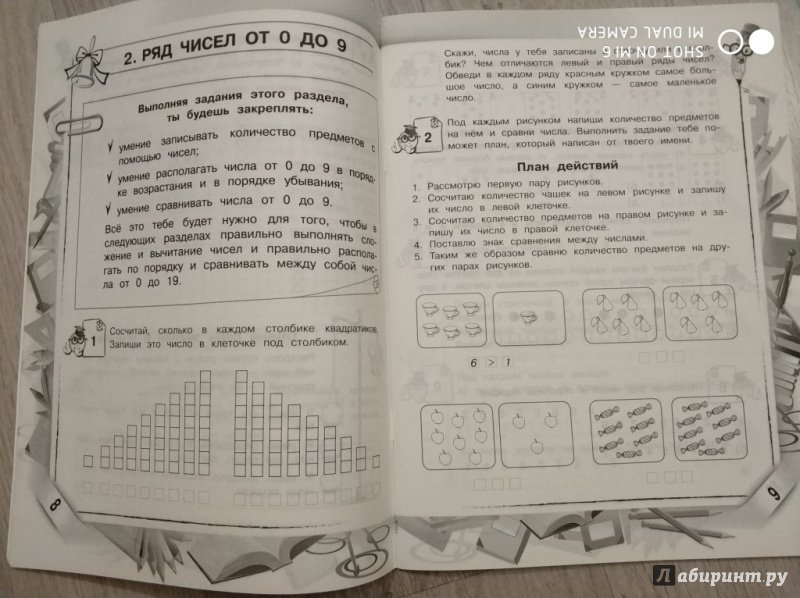 2. РЯД ЧИСЕЛ ОТ 0 ДО 9
Выполняя задания этого раздела,
ты будешь закреплять:
√ умение записывать количество предметов с
помощью чисел;
√ умение располагать числа от 0 до 9 в поряд-
ке возрастания и в порядке убывания;
√ умение сравнивать числа от 0 до 9.
Всё это тебе будет нужно для того, чтобы в
следующих разделах правильно выполнять сло-
жение и вычитание чисел и правильно распола-
гать по порядку и сравнивать между собой чис-
ла от 0 до 19.
1
Сосчитай, сколько в каждом столбике квадратиков.
Запиши это число в клеточке под столбиком.
8
Скажи, числа у тебя записаны
бик? Чем отличаются левый и правый ряды чисел?
Обведи в каждом ряду красным кружком самое боль-
шое число, а синим кружком — самое маленькое
число.
2
Под каждым рисунком напиши количество предметов
на нём и сравни числа. Выполнить задание тебе по-
может план, который написан от твоего имени.
План действий
1. Рассмотрю первую пару рисунков.
2. Сосчитаю количество чашек на левом рисунке и запишу
их число в левой клеточке.
3. Сосчитаю количество предметов на правом рисунке и за-
пишу их число в правой клеточке.
4. Поставлю знак сравнения между числами.
5. Таким же образом сравню количество предметов на дру-
гих парах рисунков.
6 > 1
9
SHOT ON MI 6
MI DUAL CAMERA
Лабиринт.ру